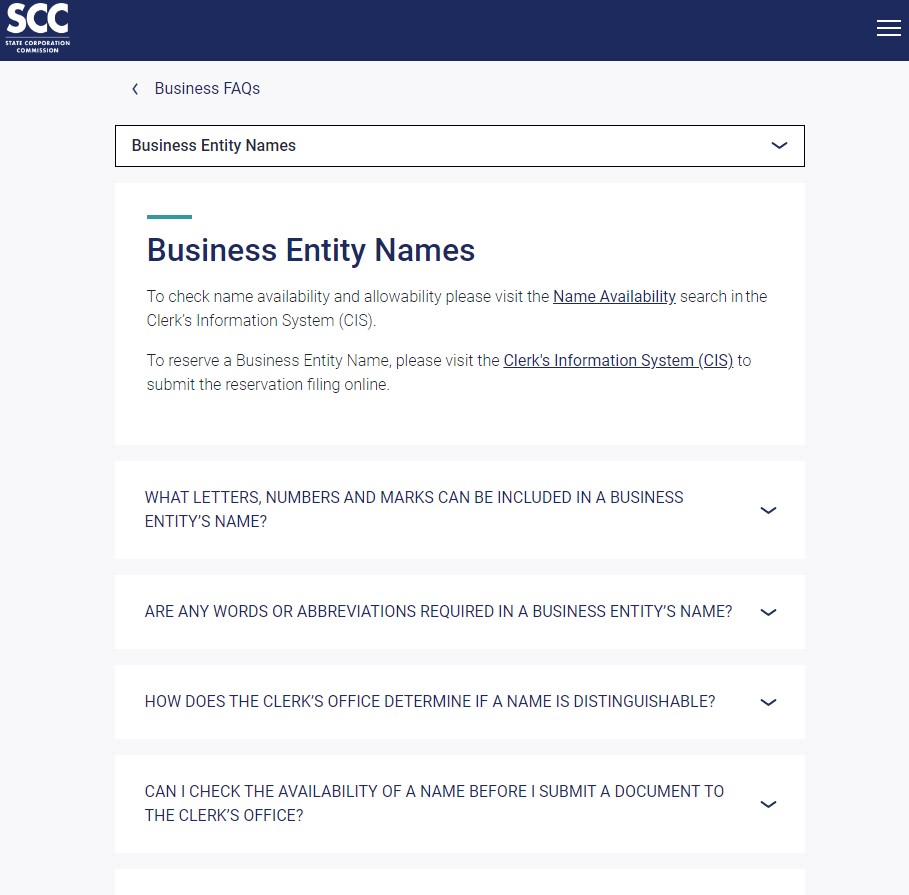 SCC
STATE CORPORATION
COMMISSION
Business FAQs
Business Entity Names
Business Entity Names
To check name availability and allowability please visit the Name Availability search in the
Clerk's Information System (CIS).
To reserve a Business Entity Name, please visit the Clerk's Information System (CIS) to
submit the reservation filing online.
WHAT LETTERS, NUMBERS AND MARKS CAN BE INCLUDED IN A BUSINESS
ENTITY’S NAME?
ARE ANY WORDS OR ABBREVIATIONS REQUIRED IN A BUSINESS ENTITY’S NAME?
HOW DOES THE CLERK’S OFFICE DETERMINE IF A NAME IS DISTINGUISHABLE?
CAN I CHECK THE AVAILABILITY OF A NAME BEFORE I SUBMIT A DOCUMENT TO
THE CLERK’S OFFICE?